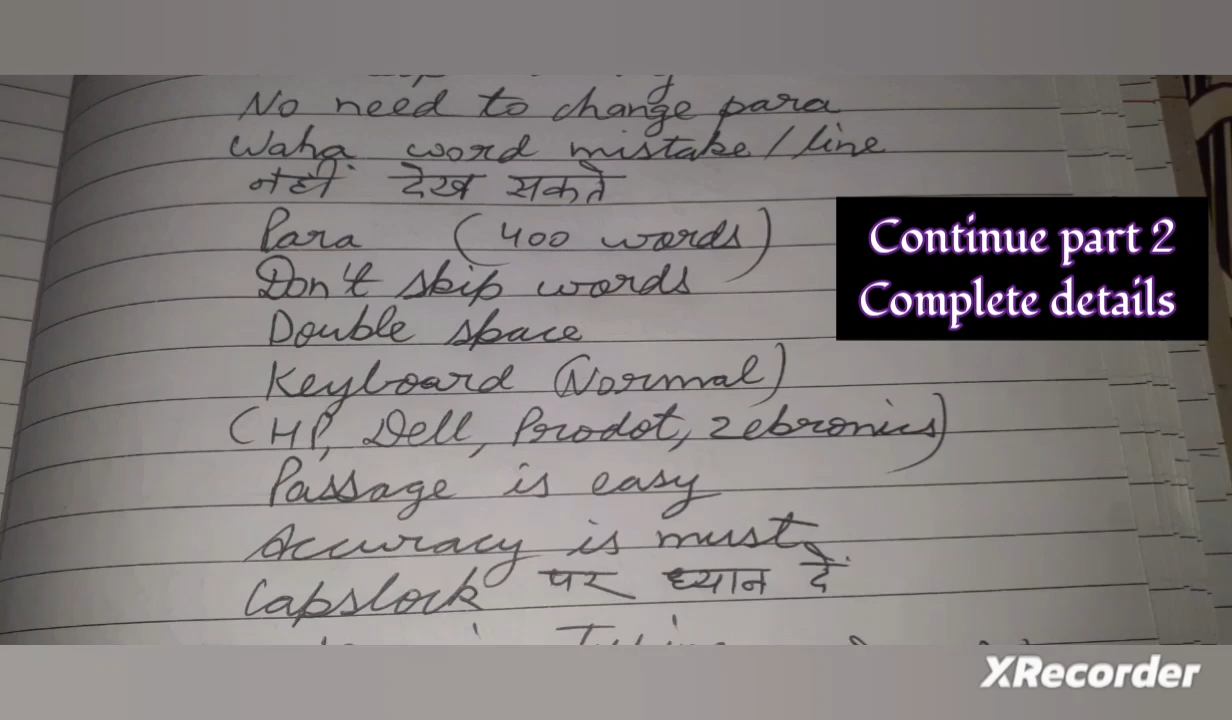 No need to change para
Waha word mistake/line
नहीं देख सकते
Para (400 words)
Don't skip words
Double space
Keyboard (Normal)
(HP, Dell, Prodot, Zebronics)
Passage is easy
Accuracy is must
Capslock पर ध्यान दें
Continue part 2
Complete details
XRecorder